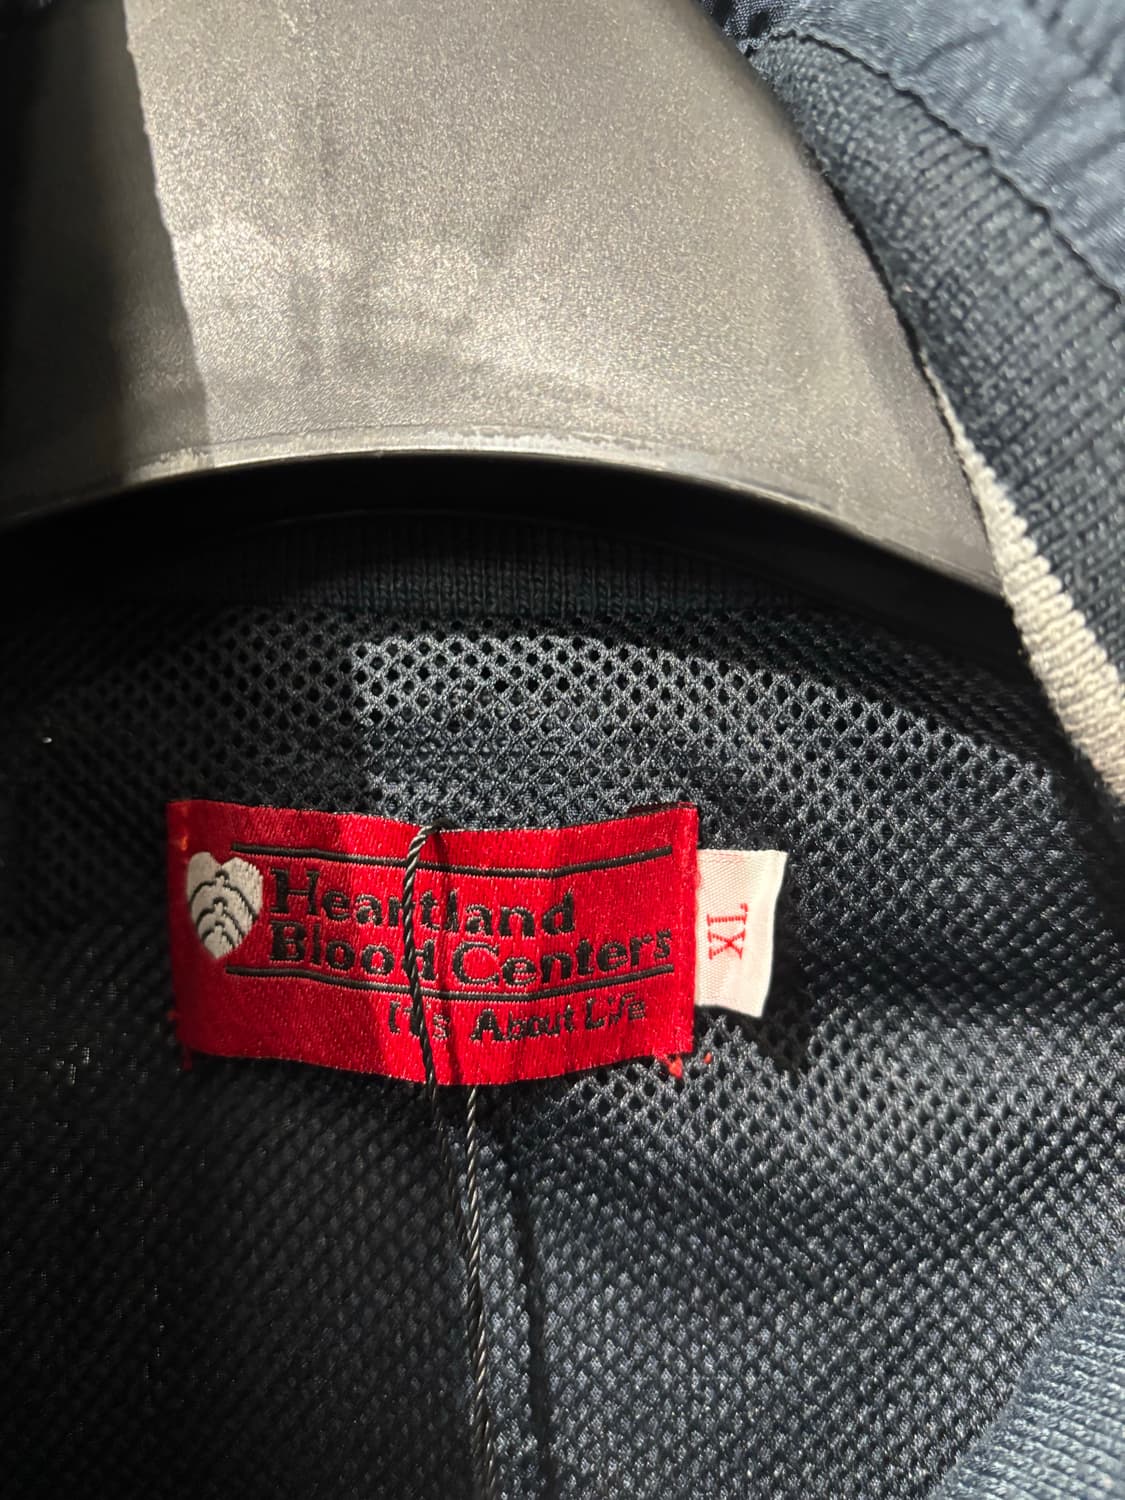 Heartland
Blood Centers
It's About Life
XL